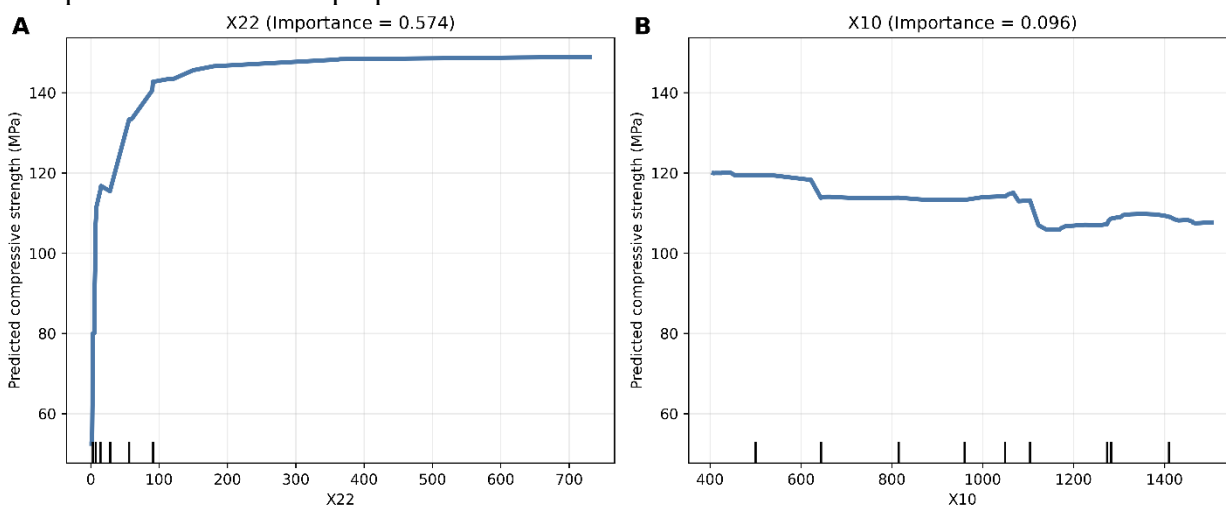 A
X22 (Importance = 0.574)
Predicted compressive strength (MPa)
140
120
100
80
60
0 100 200 300 400 500 600 700
X22
B
X10 (Importance = 0.096)
Predicted compressive strength (MPa)
140
120
100
80
60
400 600 800 1000 1200 1400
X10